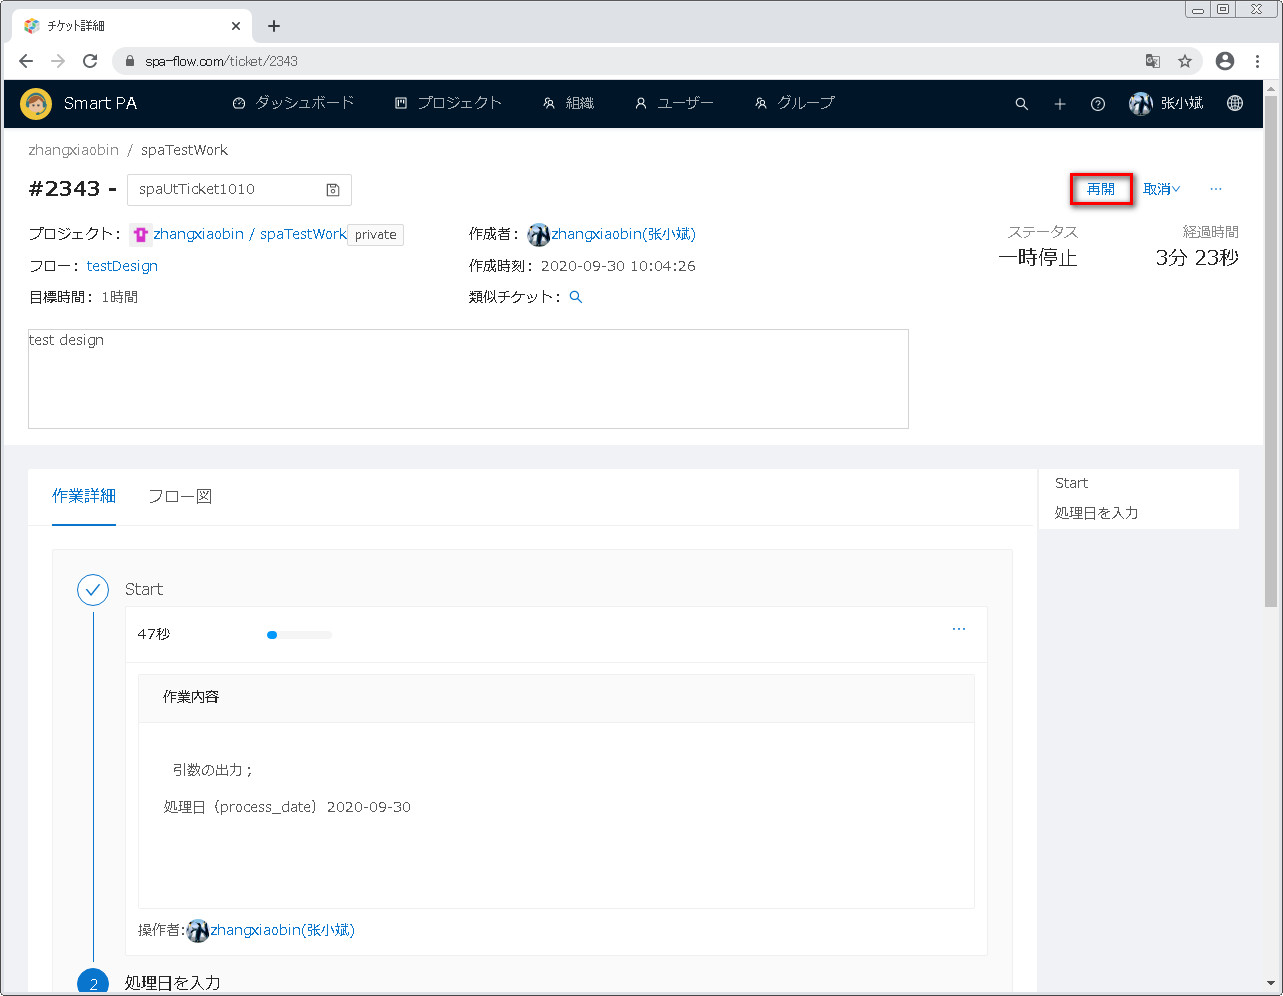 チケット詳細
spa-flow.com/ticket/2343
Smart PA
ダッシュボード
プロジェクト
組織
ユーザー
グループ
张小斌
zhangxiaobin / spaTestWork
#2343 -
spaUtTicket1010
再開
取消
...
プロジェクト： zhangxiaobin / spaTestWork private
作成者： zhangxiaobin(张小斌)
ステータス
経過時間
一時停止
3分 23秒
フロー： testDesign
作成時刻： 2020-09-30 10:04:26
目標時間： 1時間
類似チケット：
test design
作業詳細
フロー図
Start
処理日を入力
Start
47秒
...
作業内容
引数の出力；
処理日（process_date）2020-09-30
操作者:zhangxiaobin(张小斌)
2
処理日を入力